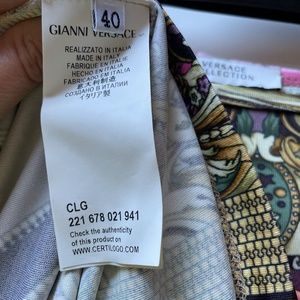 40
GIANNI VERSACE
REALIZZATO IN ITALIA
MADE IN ITALIA
FABRIQUE EN ITALIE
HECHO EN ITALIA
FABRICADO EM ITALIA
意大利制造
СОЗДАНО В ИТАЛИИ
イタリア製
CLG
221 678 021 941
Check the authenticity
of this product on
WWW.CERTILOGO.COM
VERSACE
COLLECTION